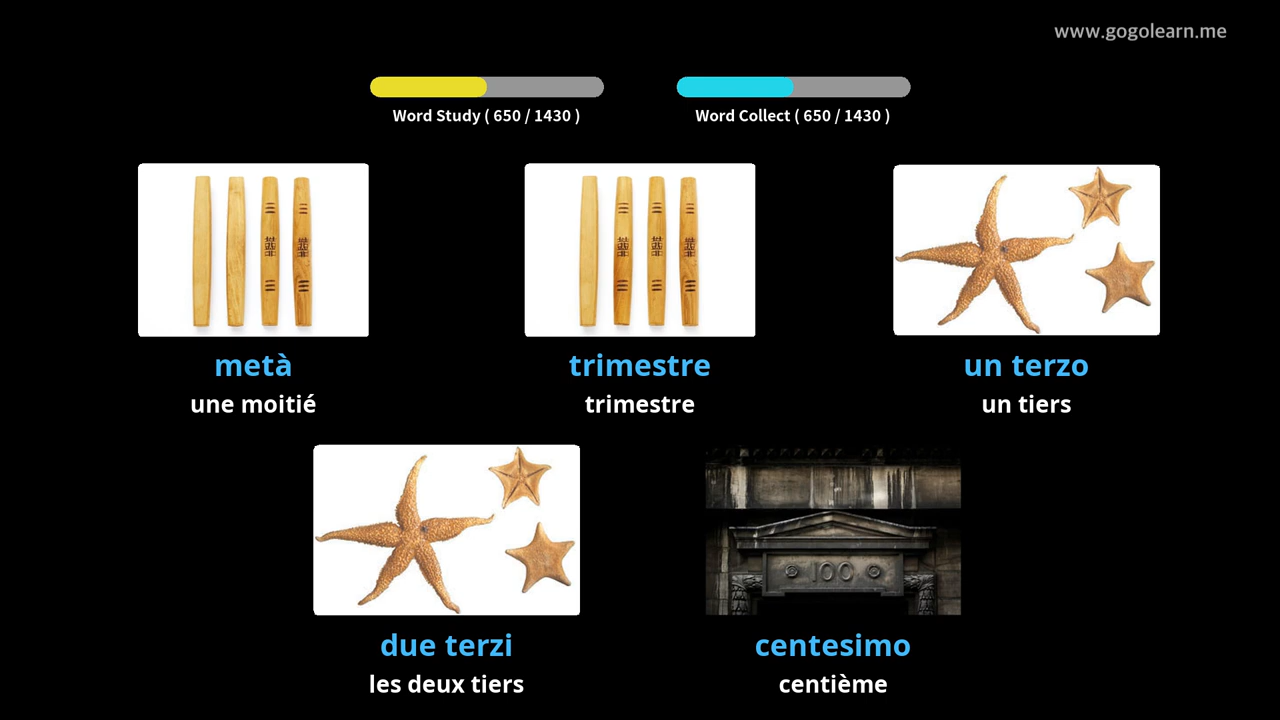 www.gogolearn.me
Word Study ( 650 / 1430 )
Word Collect ( 650 / 1430 )
metà
une moitié
trimestre
trimestre
un terzo
un tiers
100
due terzi
les deux tiers
centesimo
centième